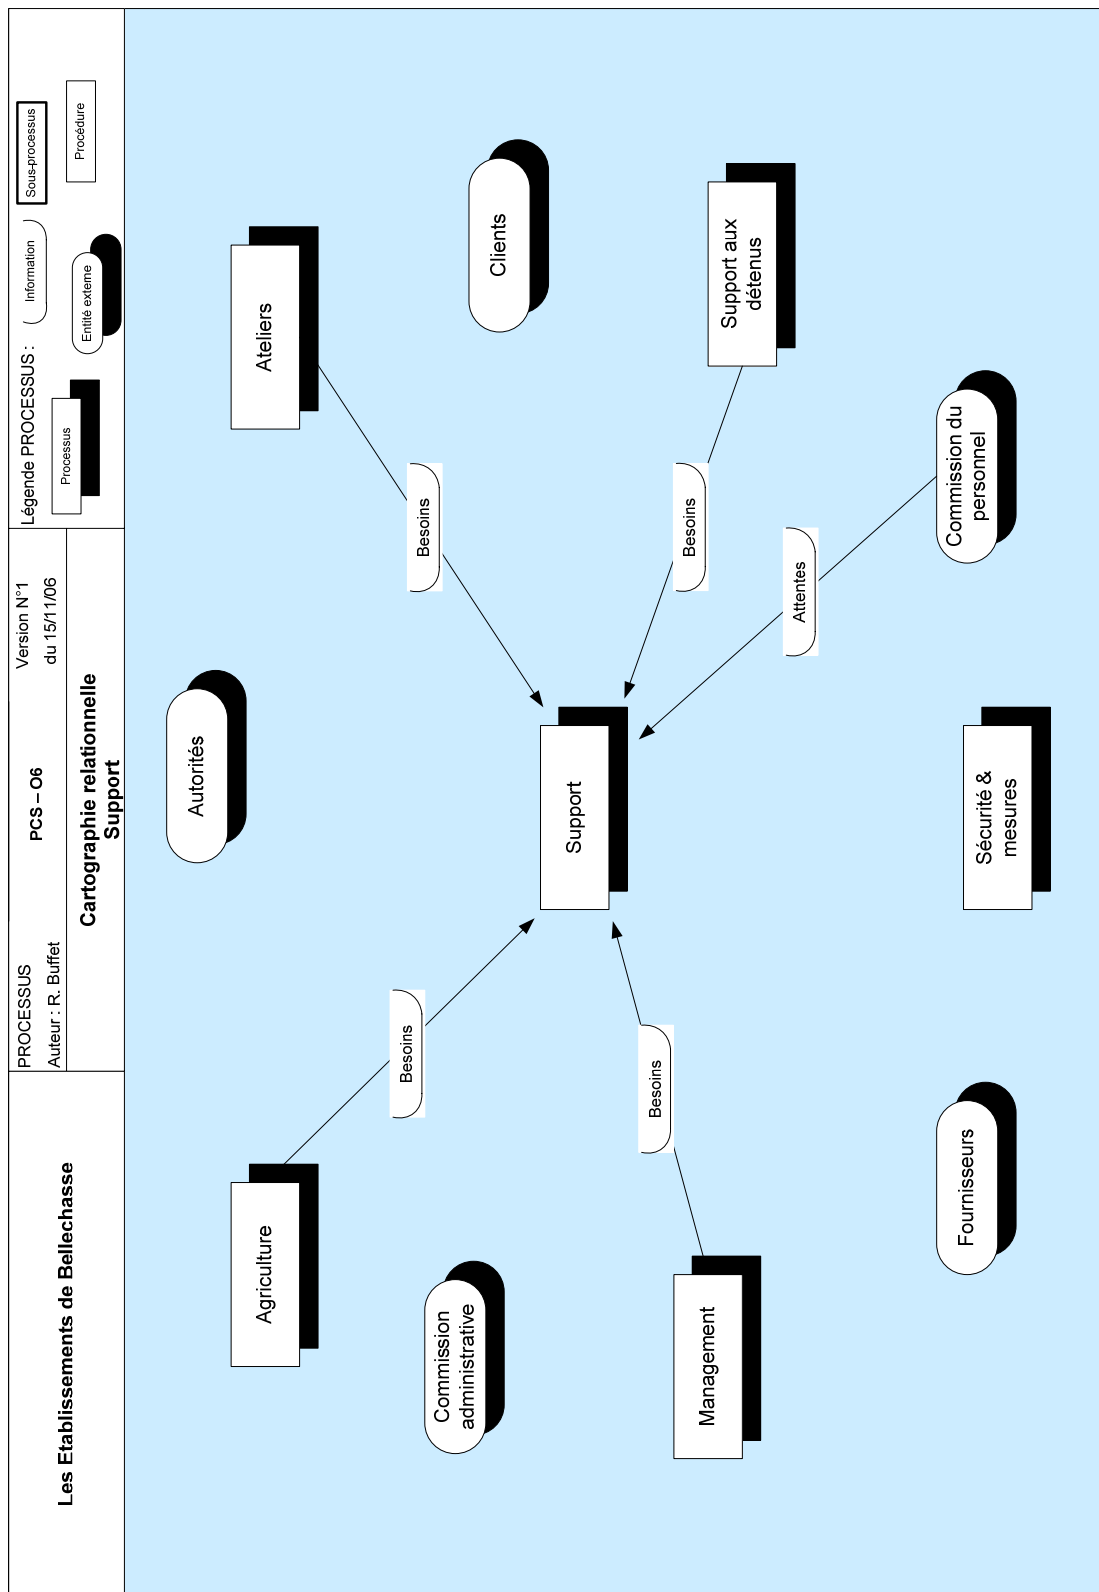 Les Etablissements de Bellechasse
PROCESSUS
PCS – O6
Version N°1
Auteur : R. Buffet
du 15/11/06
Cartographie relationnelle
Support
Légende PROCESSUS :
Processus
Information
Entité externe
Sous-processus
Procédure
Autorités
Agriculture
Ateliers
Commission
administrative
Clients
Besoins
Besoins
Support
Management
Besoins
Besoins
Support aux
détenus
Attentes
Fournisseurs
Sécurité &
mesures
Commission du
personnel